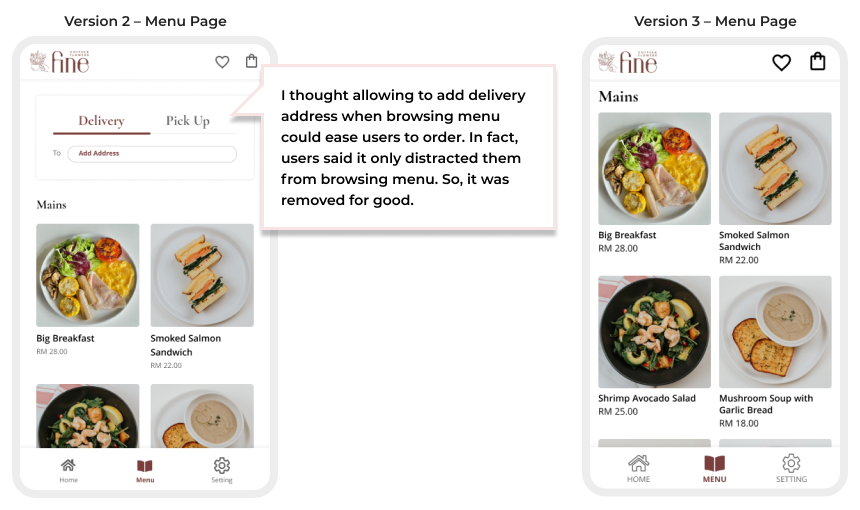 Version 2 – Menu Page
COFFEE &
FLOWERS
fine
Delivery
Pick Up
To
Add Address
Mains
Big Breakfast
RM 28.00
Smoked Salmon
Sandwich
RM 22.00
Home
Menu
Setting
I thought allowing to add delivery
address when browsing menu
could ease users to order. In fact,
users said it only distracted them
from browsing menu. So, it was
removed for good.
Version 3 – Menu Page
COFFEE &
FLOWERS
fine
Mains
Big Breakfast
RM 28.00
Smoked Salmon
Sandwich
RM 22.00
Shrimp Avocado Salad
RM 25.00
Mushroom Soup with
Garlic Bread
RM 18.00
HOME
MENU
SETTING